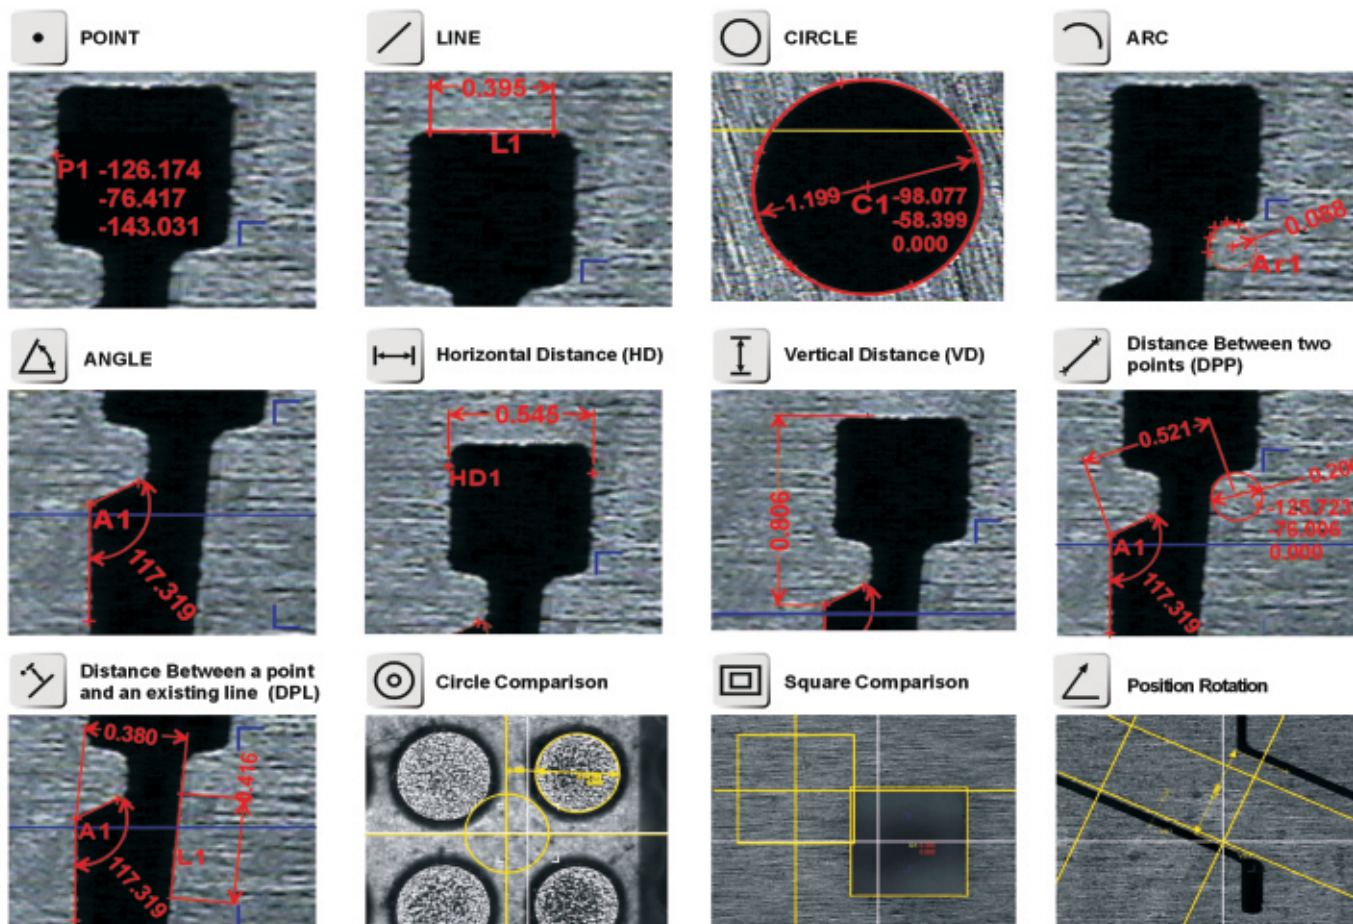 POINT
LINE
CIRCLE
ARC
P1 -126.174
-76.417
-143.031
0.395
L1
1.199
C1 -98.077
-58.399
0.000
0.088
Ar1
ANGLE
Horizontal Distance (HD)
Vertical Distance (VD)
Distance Between two
points (DPP)
A1
117.319
0.545
HD1
0.806
0.521
-125.723
-76.006
0.000
A1
117.319
Distance Between a point
and an existing line (DPL)
Circle Comparison
Square Comparison
Position Rotation
0.380
0.416
A1
L1
117.319